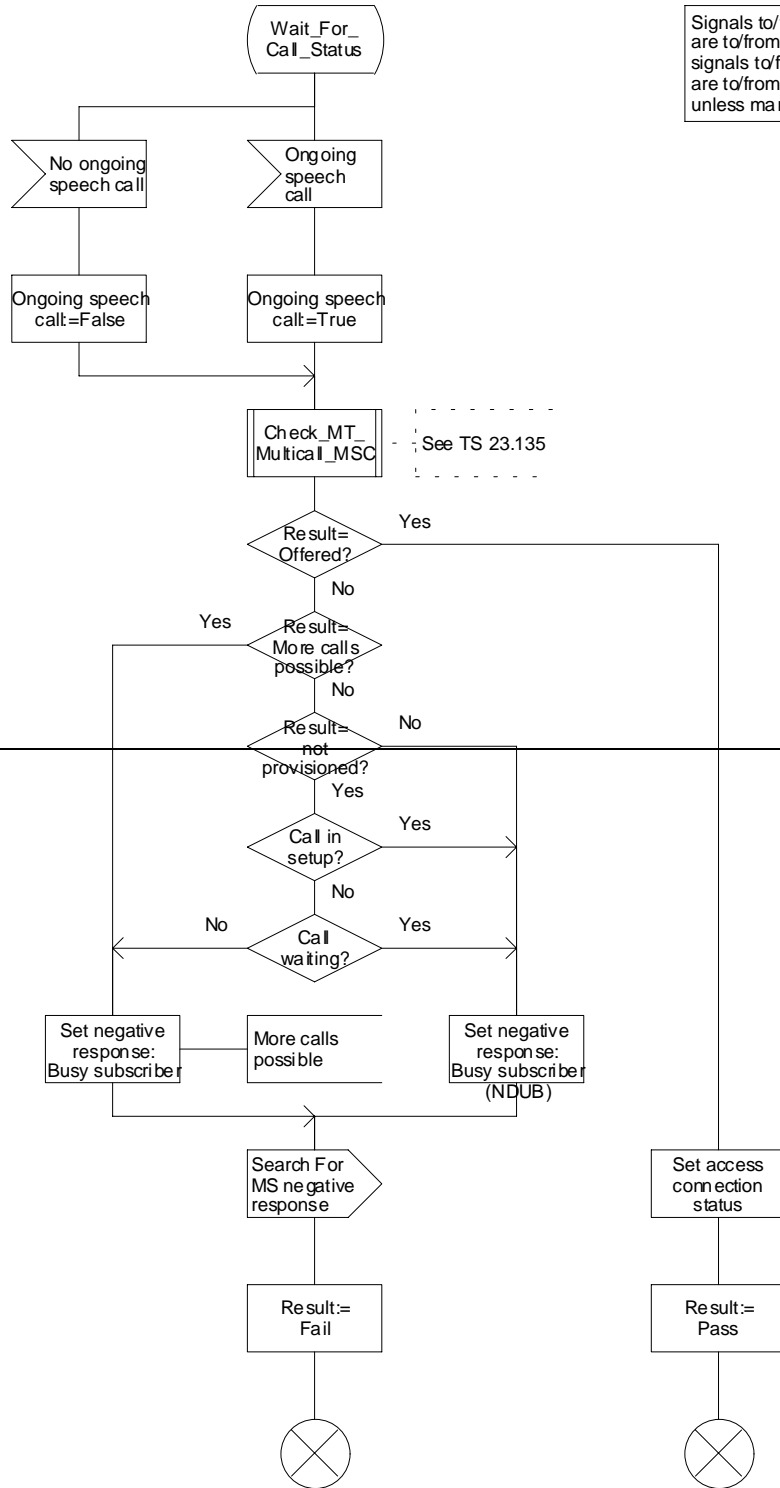 Wait_For_
Call_Status
Signals to/
are to/from
signals to/f
are to/from
unless mar
No ongoing
speech call
Ongoing
speech
call
Ongoing speech
call:=False
Ongoing speech
call:=True
Check_MT_
Multicall_MSC
See TS 23.135
Result=
Offered?
Yes
No
Result=
More calls
possible?
Yes
No
Result=
not
provisioned?
No
Yes
Call in
setup?
Yes
No
Call
waiting?
No
Yes
Set negative
response:
Busy subscriber
More calls
possible
Set negative
response:
Busy subscriber
(NDUB)
Search For
MS negative
response
Set access
connection
status
Result:=
Fail
Result:=
Pass